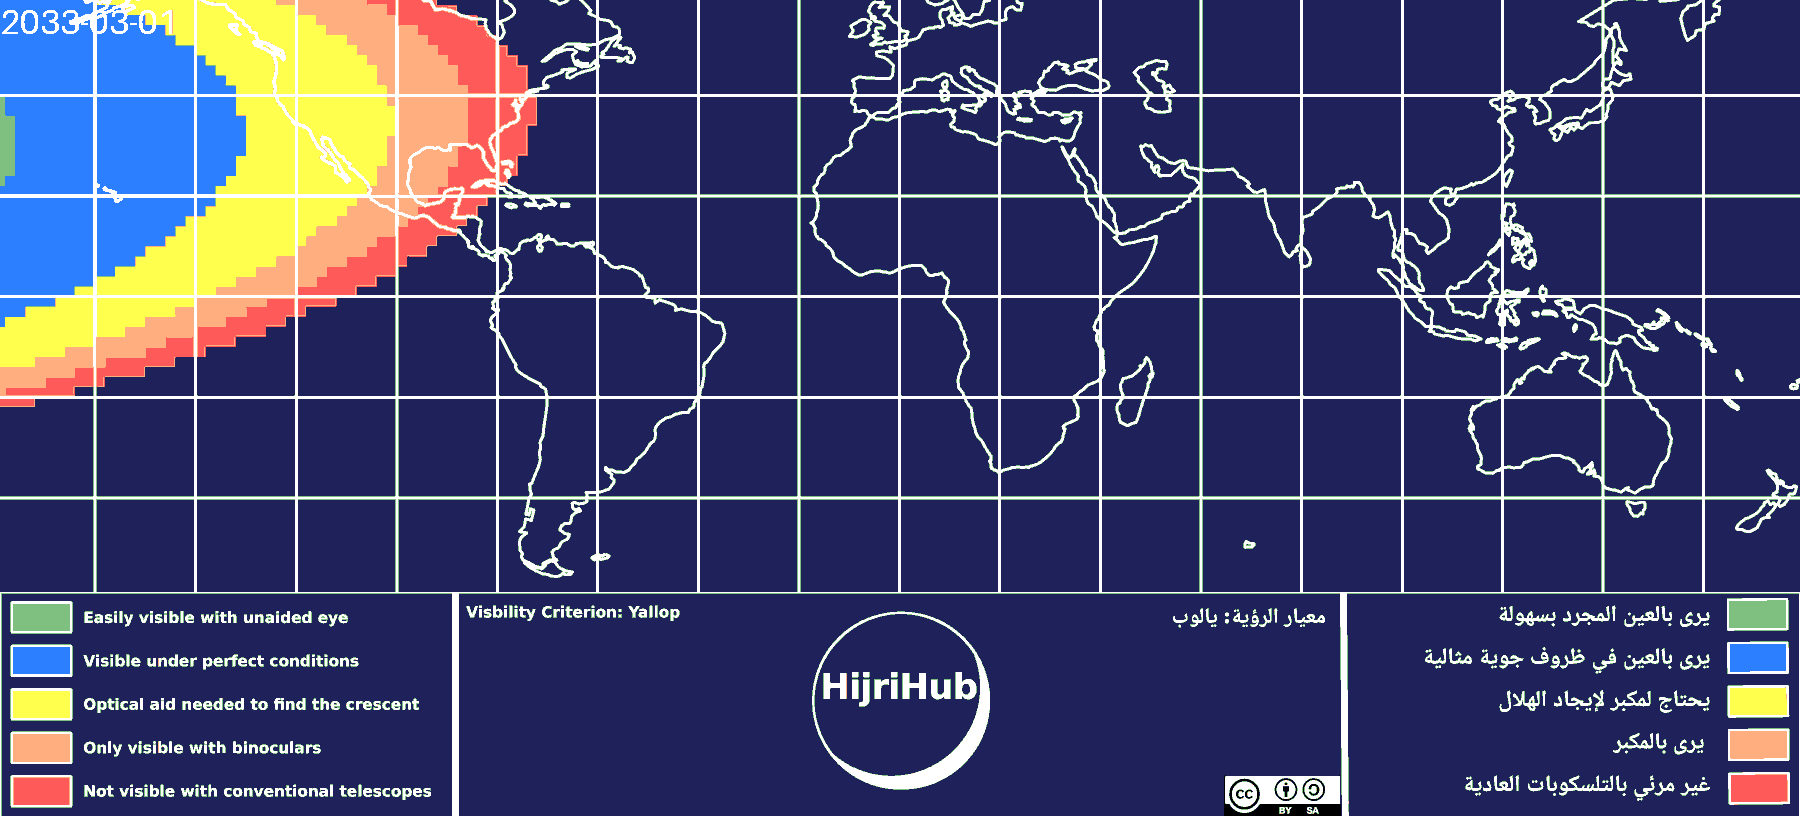 2033-03-01
Easily visible with unaided eye
Visible under perfect conditions
Optical aid needed to find the crescent
Only visible with binoculars
Not visible with conventional telescopes
Visbility Criterion: Yallop
معيار الرؤية: يالوب
HijriHub
cc
BY SA
يرى بالعين المجرد بسهولة
يرى بالعين في ظروف جوية مثالية
يحتاج لمكبر لإيجاد الهلال
يرى بالمكبر
غير مرئي بالتلسكوبات العادية